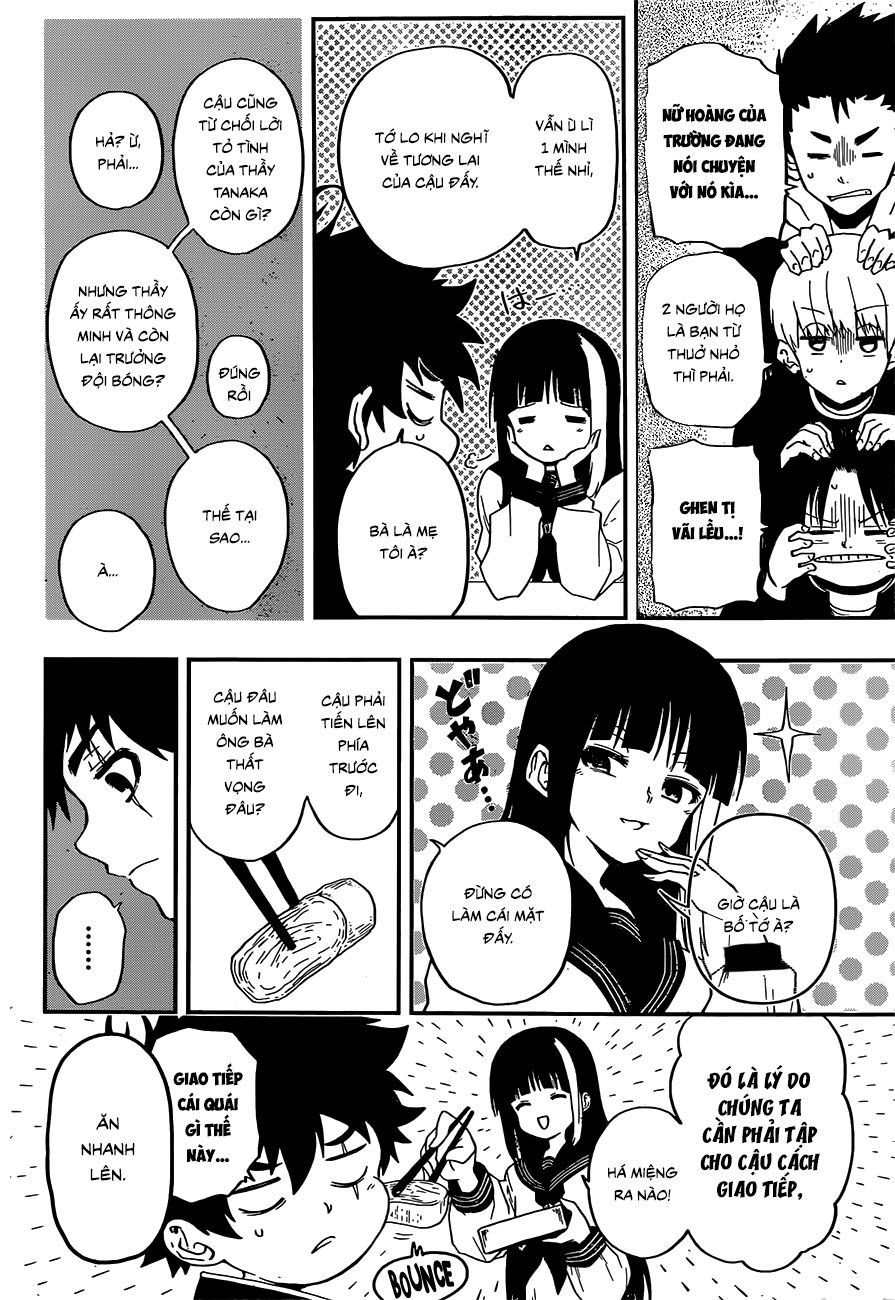 NỮ HOÀNG CỦA
TRƯỜNG ĐANG
NÓI CHUYỆN
VỚI NÓ KÌA...
2 NGƯỜI HỌ
LÀ BẠN TỪ
THUỞ NHỎ
THÌ PHẢI.
GHEN TỊ
VÃI LỀU...!
VẪN Ù LÌ
1 MÌNH
THẾ NHỈ,
TỚ LO KHI NGHĨ
VỀ TƯƠNG LAI
CỦA CẬU ĐẤY.
はー…
BÀ LÀ MẸ
TÔI À?
CẬU CŨNG
TỪ CHỐI LỜI
TỎ TÌNH
CỦA THẦY
TANAKA
CÒN GÌ?
HẢ? Ừ,
PHẢI...
NHƯNG THẦY
ẤY RẤT THÔNG
MINH VÀ CÒN
LẠI TRƯỞNG
ĐỘI BÓNG?
ĐÚNG
RỒI
THẾ TẠI
SAO...
À...
GIỜ CẬU LÀ
BỐ TỚ À?
どやあ…
ĐỪNG CÓ
LÀM CÁI MẶT
ĐẤY.
CẬU PHẢI
TIẾN LÊN
PHÍA
TRƯỚC
ĐI,
CẬU ĐÂU
MUỐN LÀM
ÔNG BÀ
THẤT
VỌNG
ĐÂU?
......
ĐÓ LÀ LÝ DO
CHÚNG TA
CẦN PHẢI TẬP
CHO CẬU CÁCH
GIAO TIẾP,
HÁ MIỆNG
RA NÀO!
GIAO TIẾP
CÁI QUÁI
GÌ THẾ
NÀY...
ĂN
NHANH
LÊN.
BOUNCE